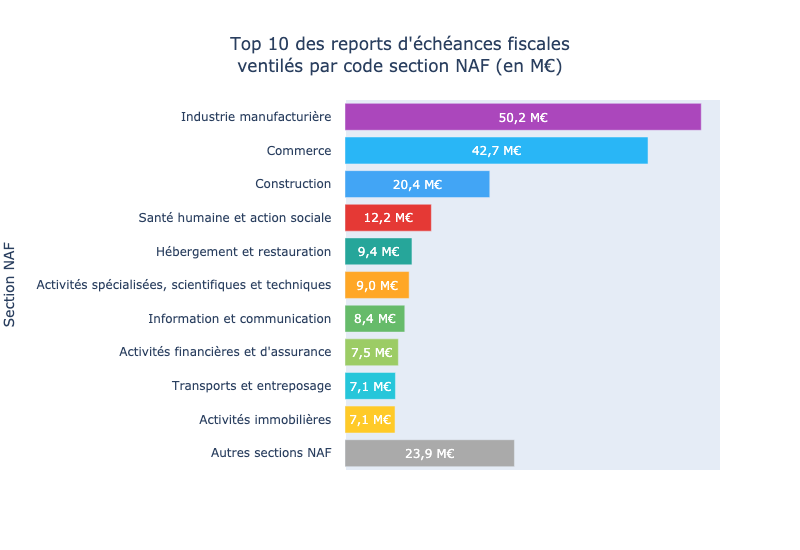 Top 10 des reports d'échéances fiscales
ventilés par code section NAF (en M€)
Section NAF
Industrie manufacturière 50,2 M€
Commerce 42,7 M€
Construction 20,4 M€
Santé humaine et action sociale 12,2 M€
Hébergement et restauration 9,4 M€
Activités spécialisées, scientifiques et techniques 9,0 M€
Information et communication 8,4 M€
Activités financières et d'assurance 7,5 M€
Transports et entreposage 7,1 M€
Activités immobilières 7,1 M€
Autres sections NAF 23,9 M€